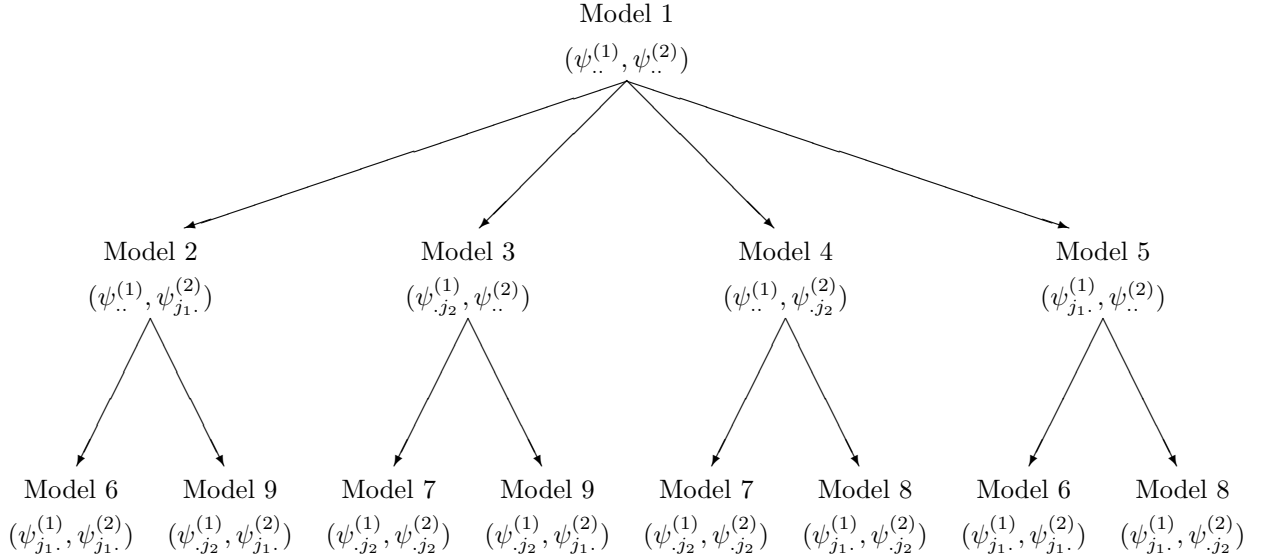 Model 1
(ψ..^(1), ψ..^(2))
Model 2 Model 3 Model 4 Model 5
(ψ..^(1), ψ_{j₁.}^(2)) (ψ_{.j₂}^(1), ψ..^(2)) (ψ..^(1), ψ_{.j₂}^(2)) (ψ_{j₁.}^(1), ψ..^(2))
Model 6 Model 9 Model 7 Model 9 Model 7 Model 8 Model 6 Model 8
(ψ_{j₁.}^(1), ψ_{j₁.}^(2)) (ψ_{.j₂}^(1), ψ_{j₁.}^(2)) (ψ_{.j₂}^(1), ψ_{.j₂}^(2)) (ψ_{.j₂}^(1), ψ_{j₁.}^(2)) (ψ_{.j₂}^(1), ψ_{.j₂}^(2)) (ψ_{j₁.}^(1), ψ_{.j₂}^(2)) (ψ_{j₁.}^(1), ψ_{j₁.}^(2)) (ψ_{j₁.}^(1), ψ_{.j₂}^(2))